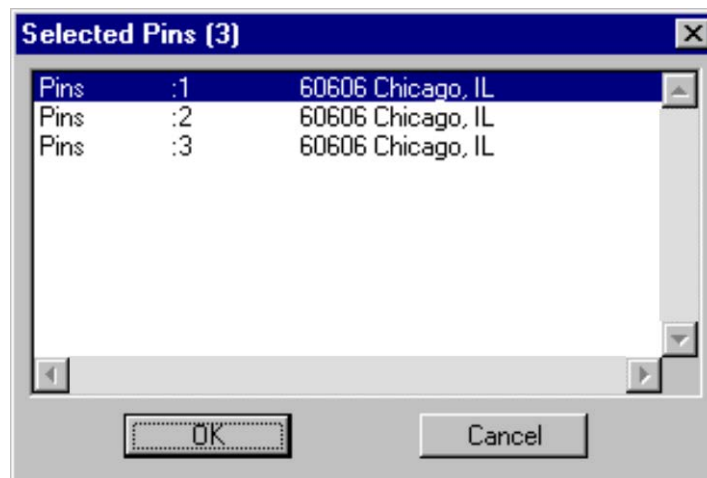 Selected Pins (3)
Pins :1 60606 Chicago, IL
Pins :2 60606 Chicago, IL
Pins :3 60606 Chicago, IL
OK Cancel